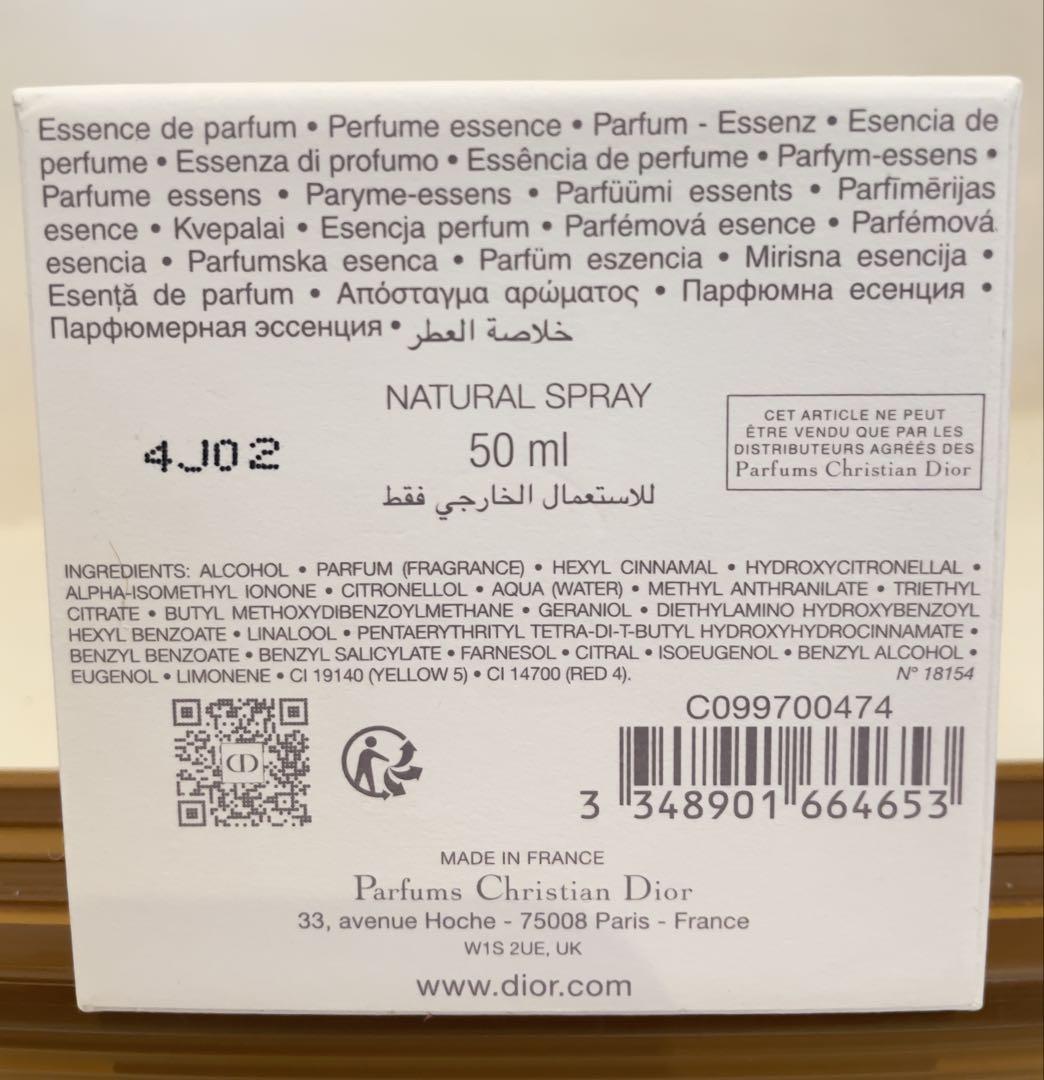 Essence de parfum • Perfume essence • Parfum - Essenz • Esencia de
perfume • Essenza di profumo • Essência de perfume • Parfym-essens •
Parfume essens • Paryme-essens • Parfüümi essents • Parfīmērijas
esence • Kvepalai • Esencja perfum • Parfémová esence • Parfémová
esencia • Parfumska esenca • Parfüm eszencia • Mirisna esencija •
Esență de parfum • Απόσταγμα αρώματος • Парфюмна есенция •
Парфюмерная эссенция • خلاصة العطر
NATURAL SPRAY
4J02
50 ml
للاستعمال الخارجي فقط
CET ARTICLE NE PEUT
ÊTRE VENDU QUE PAR LES
DISTRIBUTEURS AGRÉÉS DES
Parfums Christian Dior
INGREDIENTS: ALCOHOL • PARFUM (FRAGRANCE) • HEXYL CINNAMAL • HYDROXYCITRONELLAL •
ALPHA-ISOMETHYL IONONE • CITRONELLOL • AQUA (WATER) • METHYL ANTHRANILATE • TRIETHYL
CITRATE • BUTYL METHOXYDIBENZOYLMETHANE • GERANIOL • DIETHYLAMINO HYDROXYBENZOYL
HEXYL BENZOATE • LINALOOL • PENTAERYTHRITYL TETRA-DI-T-BUTYL HYDROXYHYDROCINNAMATE •
BENZYL BENZOATE • BENZYL SALICYLATE • FARNESOL • CITRAL • ISOEUGENOL • BENZYL ALCOHOL •
EUGENOL • LIMONENE • CI 19140 (YELLOW 5) • CI 14700 (RED 4). N° 18154
CD
C099700474
3 348901 664653
MADE IN FRANCE
Parfums Christian Dior
33, avenue Hoche - 75008 Paris - France
W1S 2UE, UK
www.dior.com